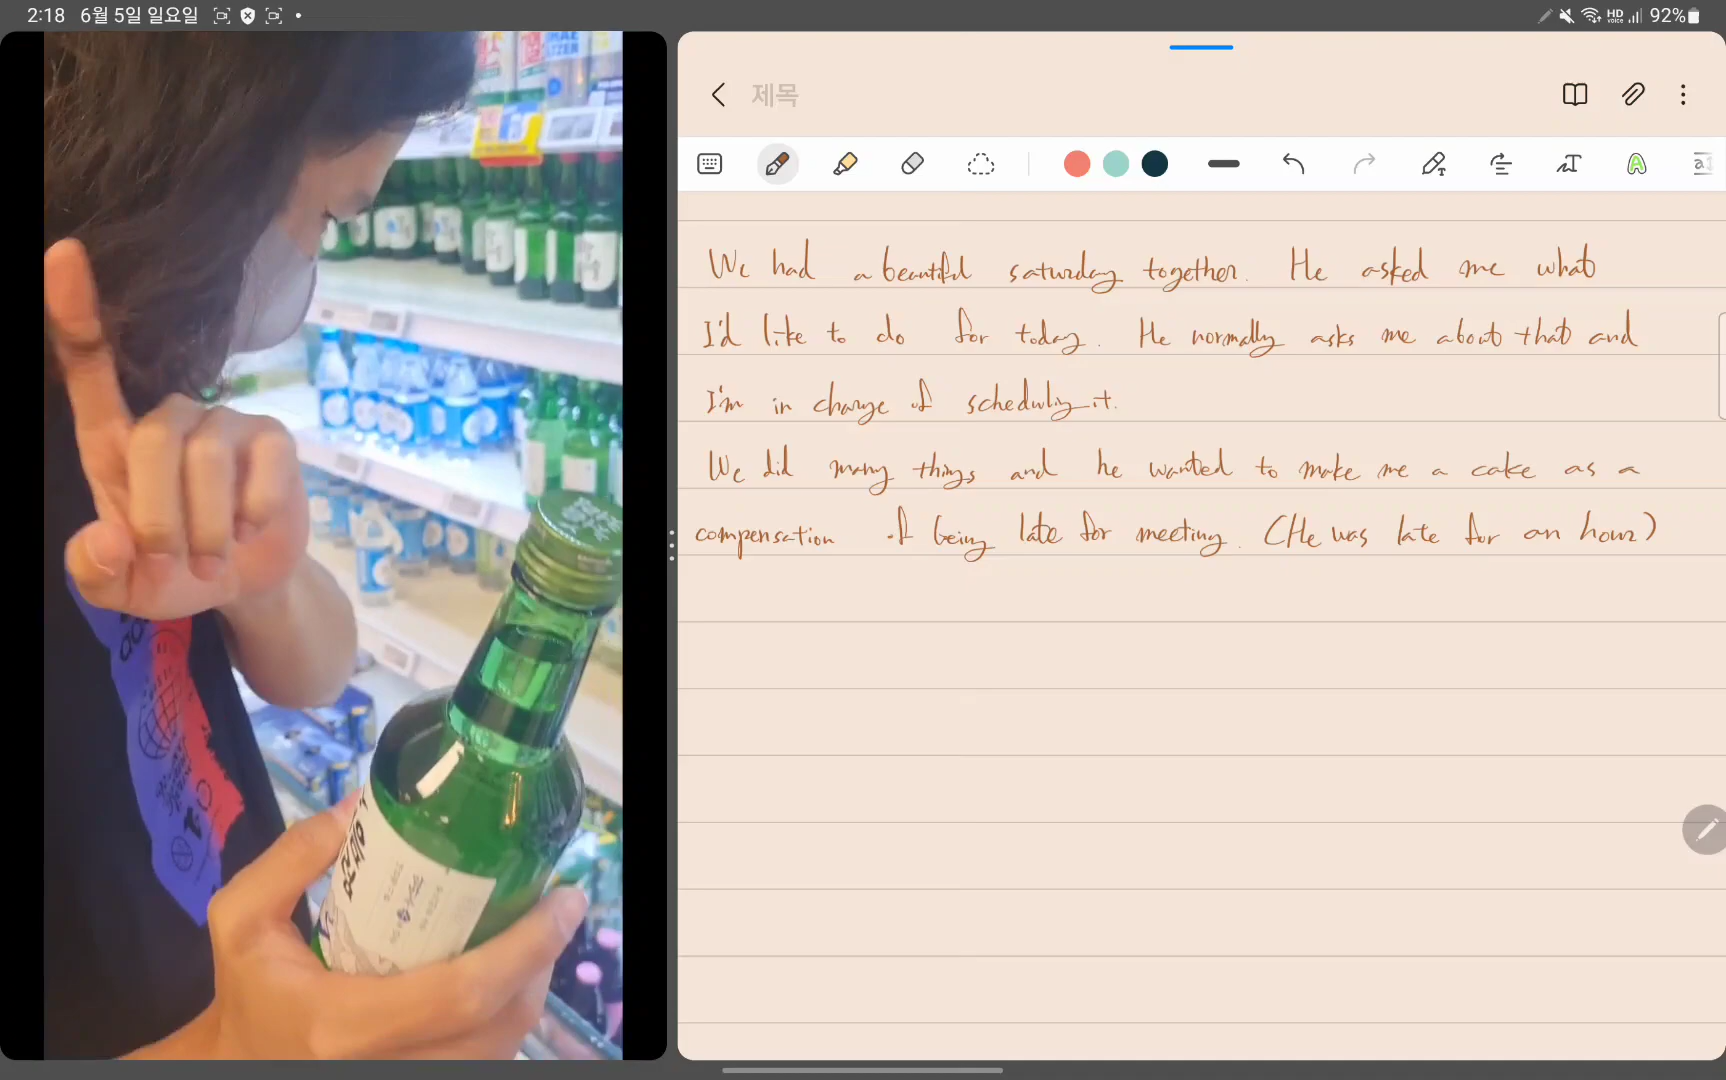 2:18 6월 5일 일요일
HD voice 92%
제목
We had a beautiful saturday together. He asked me what
I'd like to do for today. He normally asks me about that and
I'm in charge of scheduling it.
We did many things and he wanted to make me a cake as a
compensation of being late for meeting. (He was late for an hour)